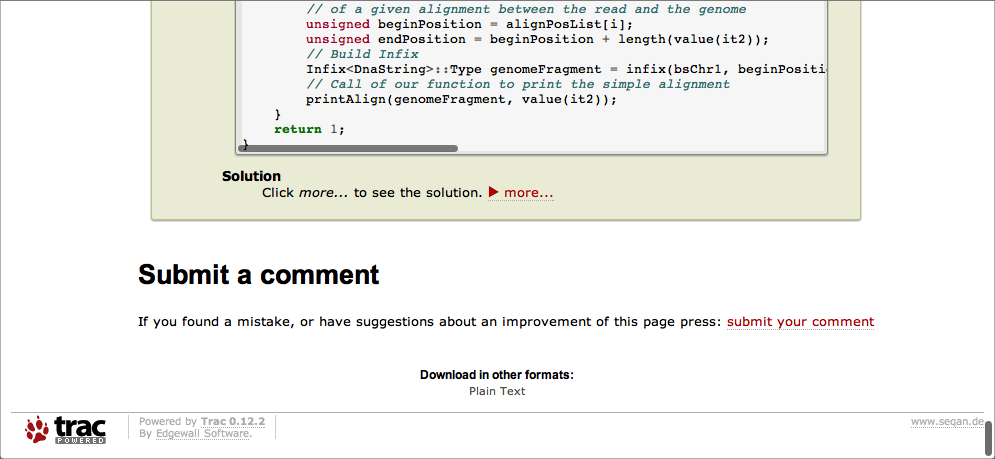 // of a given alignment between the read and the genome
unsigned beginPosition = alignPosList[i];
unsigned endPosition = beginPosition + length(value(it2));
// Build Infix
Infix<DnaString>::Type genomeFragment = infix(bsChr1, beginPositi
// Call of our function to print the simple alignment
printAlign(genomeFragment, value(it2));
}
return 1;
}
Solution
Click more... to see the solution. ▶ more...
Submit a comment
If you found a mistake, or have suggestions about an improvement of this page press: submit your comment
Download in other formats:
Plain Text
trac
POWERED
Powered by Trac 0.12.2
By Edgewall Software.
www.seqan.de